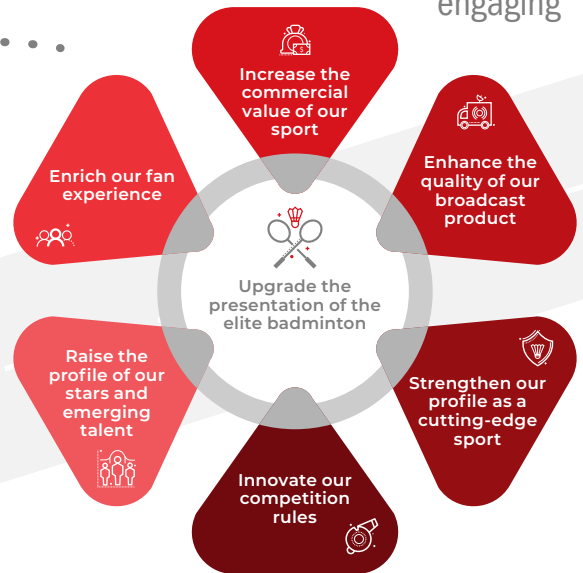 engaging
Increase the
commercial
value of our
sport
Enhance the
quality of our
broadcast
product
Strengthen our
profile as a
cutting-edge
sport
Innovate our
competition
rules
Raise the
profile of our
stars and
emerging
talent
Enrich our fan
experience
Upgrade the
presentation of the
elite badminton